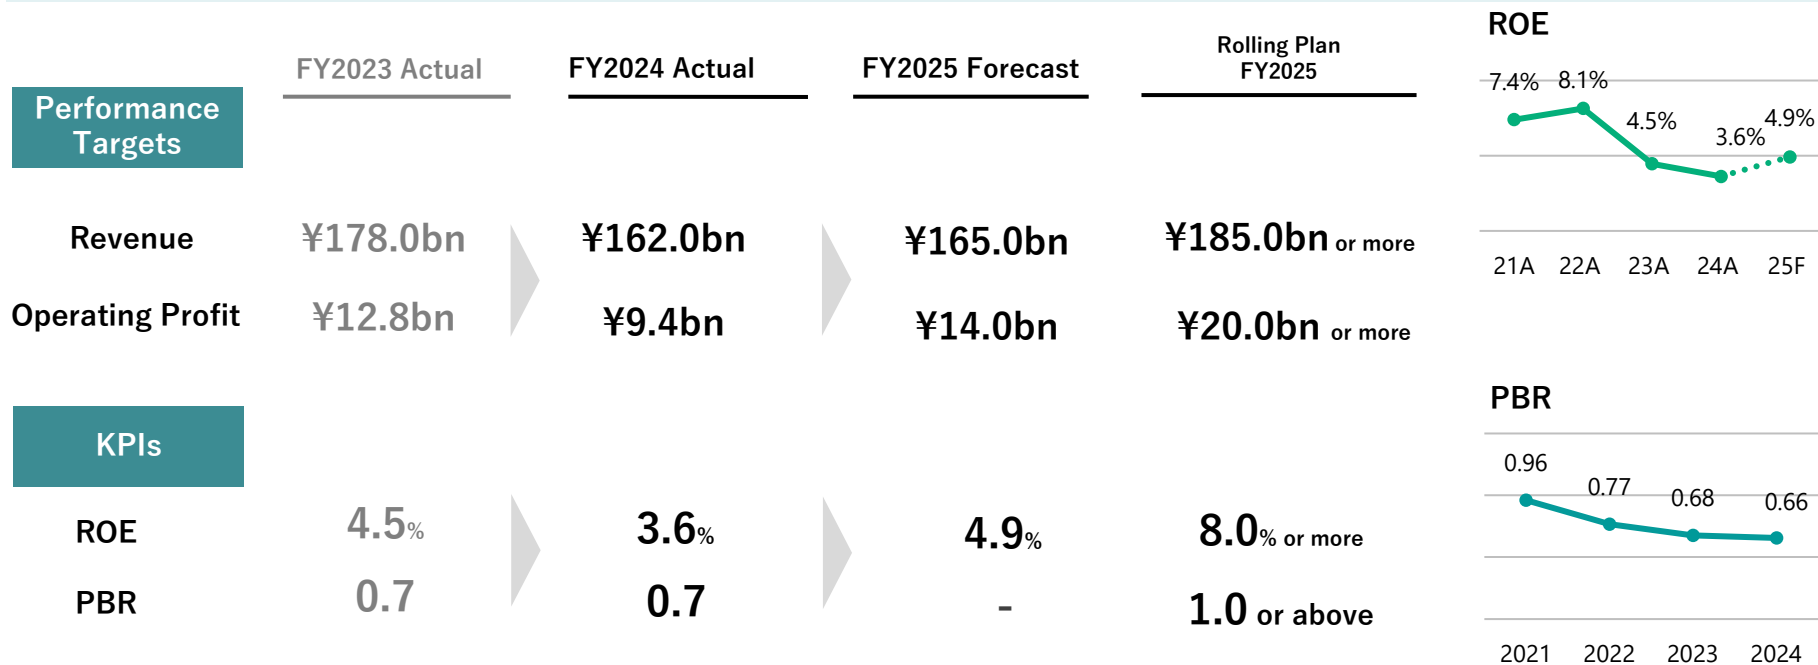 FY2023 Actual
FY2024 Actual
FY2025 Forecast
Rolling Plan
FY2025
Performance
Targets
Revenue
¥178.0bn
¥162.0bn
¥165.0bn
¥185.0bn or more
Operating Profit
¥12.8bn
¥9.4bn
¥14.0bn
¥20.0bn or more
KPIs
ROE
4.5%
3.6%
4.9%
8.0% or more
PBR
0.7
0.7
-
1.0 or above
ROE
7.4%
8.1%
4.5%
3.6%
4.9%
21A 22A 23A 24A 25F
PBR
0.96
0.77
0.68
0.66
2021 2022 2023 2024